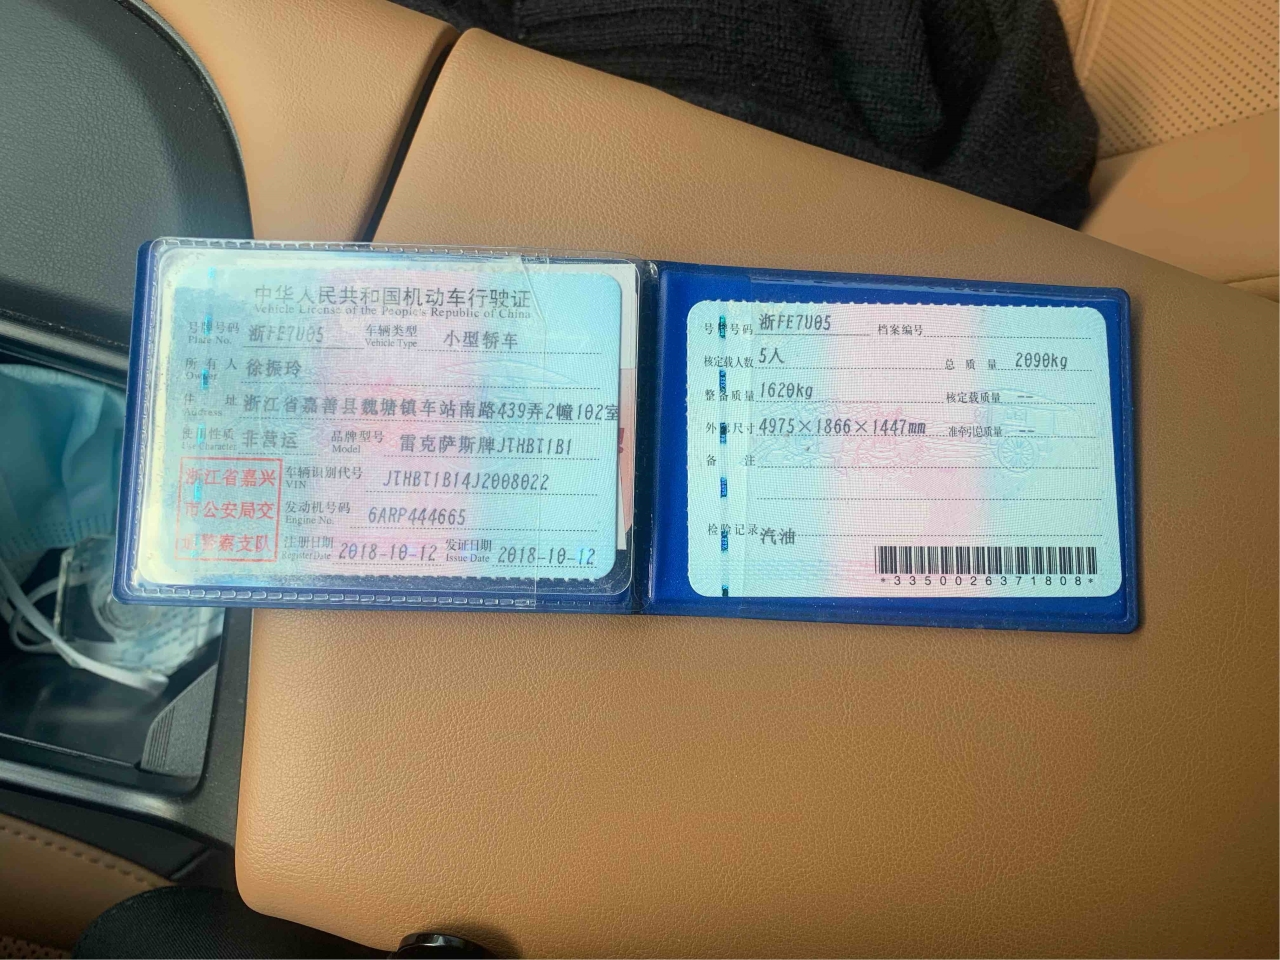 中华人民共和国机动车行驶证
Vehicle License of the People's Republic of China
号牌号码 浙FE7U05 车辆类型 小型轿车
Plate No. Vehicle Type
所有人 徐振玲
Owner
住址 浙江省嘉善县魏塘镇车站南路439弄2幢102室
Address
使用性质 非营运 品牌型号 雷克萨斯牌JTHBT1B1
Use Character Model
浙江省嘉兴
市公安局交
通警察支队
车辆识别代号 JTHBT1B14J2008022
VIN
发动机号码 6ARP444665
Engine No.
注册日期 2018-10-12 发证日期 2018-10-12
Register Date Issue Date
号牌号码 浙FE7U05 档案编号
核定载人数 5人 总质量 2090kg
整备质量 1620kg 核定载质量 --
外廓尺寸 4975×1866×1447mm 准牵引总质量 --
备注
检验记录 汽油
*3350026371808*